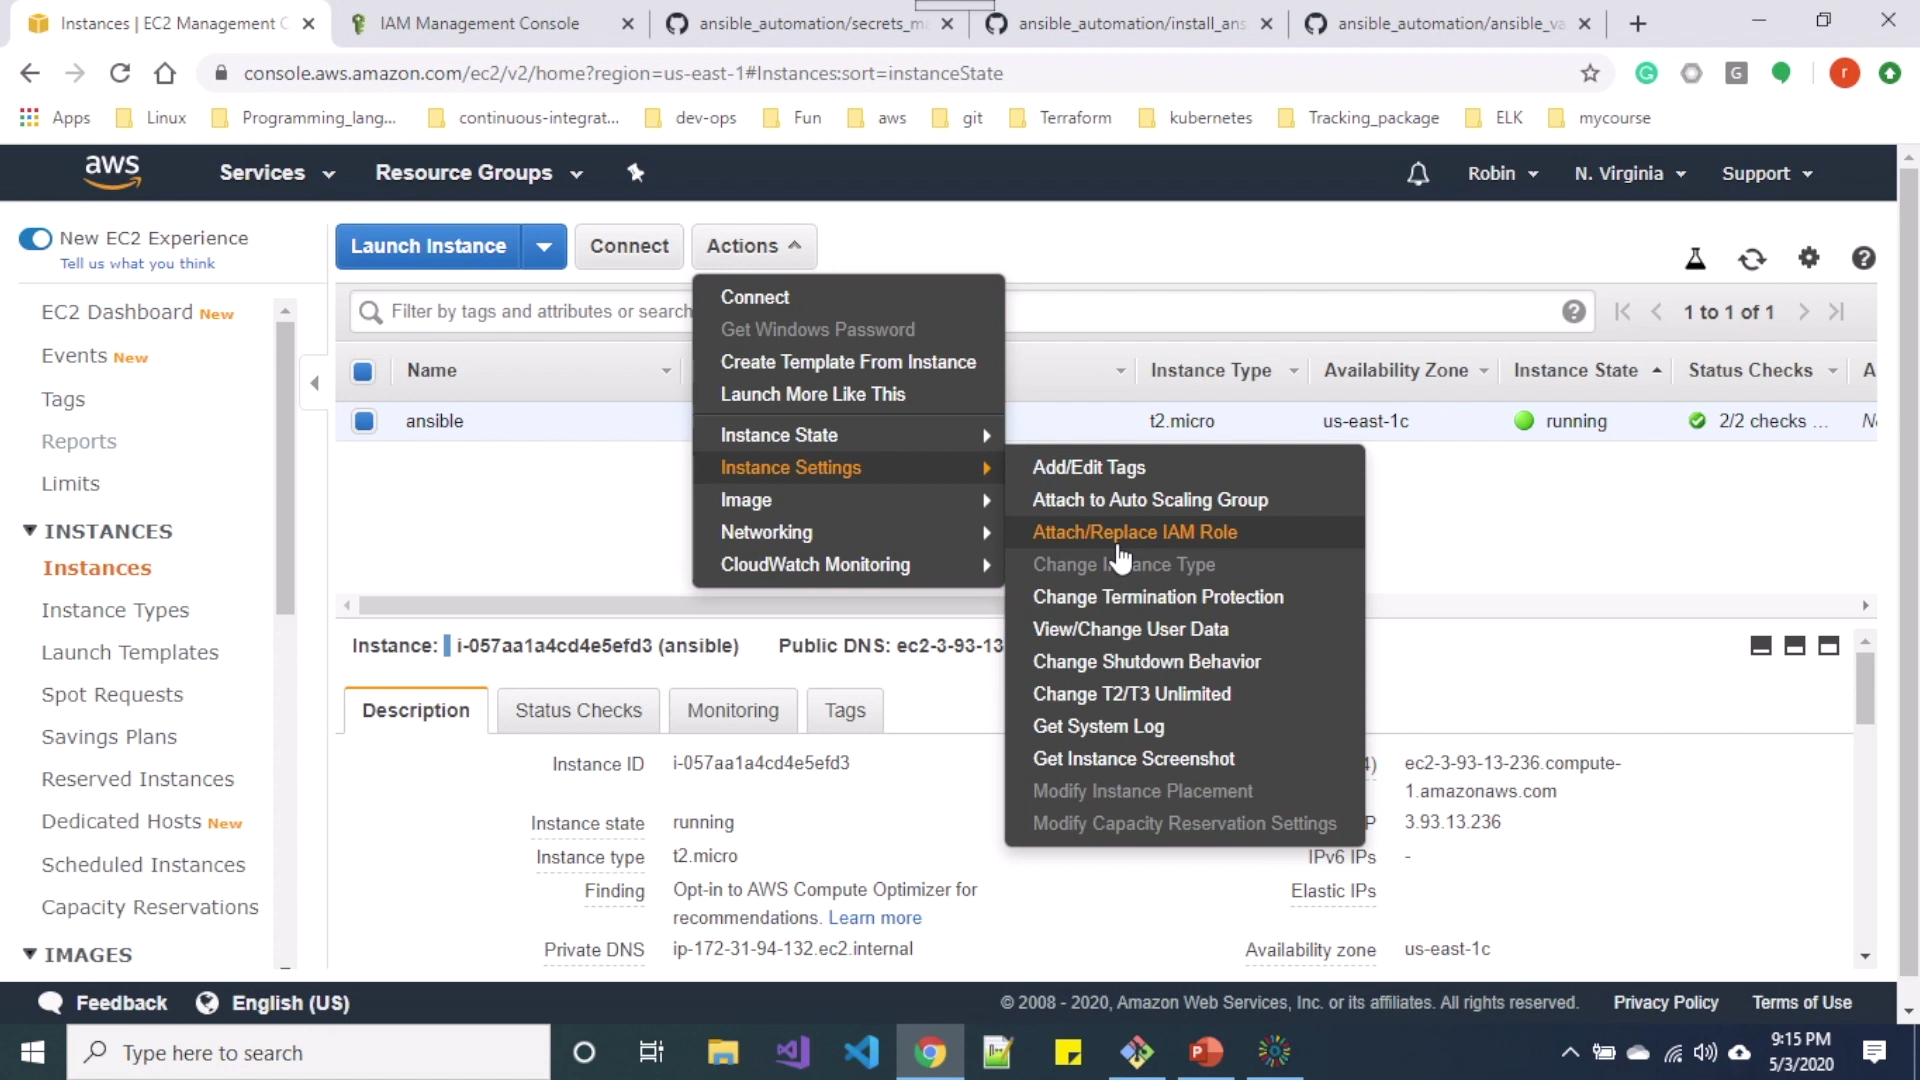 Instances | EC2 Management C
IAM Management Console
ansible_automation/secrets_m
ansible_automation/install_ans
ansible_automation/ansible_va
console.aws.amazon.com/ec2/v2/home?region=us-east-1#Instances:sort=instanceState
G
r
Apps
Linux
Programming_lang...
continuous-integrat...
dev-ops
Fun
aws
git
Terraform
kubernetes
Tracking_package
ELK
mycourse
aws
Services
Resource Groups
Robin
N. Virginia
Support
New EC2 Experience
Tell us what you think
EC2 Dashboard New
Events New
Tags
Reports
Limits
INSTANCES
Instances
Instance Types
Launch Templates
Spot Requests
Savings Plans
Reserved Instances
Dedicated Hosts New
Scheduled Instances
Capacity Reservations
IMAGES
Launch Instance
Connect
Actions
Filter by tags and attributes or search
1 to 1 of 1
Name
Instance Type
Availability Zone
Instance State
Status Checks
A
ansible
t2.micro
us-east-1c
running
2/2 checks ...
Connect
Get Windows Password
Create Template From Instance
Launch More Like This
Instance State
Instance Settings
Image
Networking
CloudWatch Monitoring
Add/Edit Tags
Attach to Auto Scaling Group
Attach/Replace IAM Role
Change Instance Type
Change Termination Protection
View/Change User Data
Change Shutdown Behavior
Change T2/T3 Unlimited
Get System Log
Get Instance Screenshot
Modify Instance Placement
Modify Capacity Reservation Settings
Instance: i-057aa1a4cd4e5efd3 (ansible)
Public DNS: ec2-3-93-13
Description
Status Checks
Monitoring
Tags
Instance ID
i-057aa1a4cd4e5efd3
4)
ec2-3-93-13-236.compute-
1.amazonaws.com
Instance state
running
P
3.93.13.236
Instance type
t2.micro
IPv6 IPs
-
Finding
Opt-in to AWS Compute Optimizer for
recommendations. Learn more
Elastic IPs
Private DNS
ip-172-31-94-132.ec2.internal
Availability zone
us-east-1c
Feedback
English (US)
© 2008 - 2020, Amazon Web Services, Inc. or its affiliates. All rights reserved.
Privacy Policy
Terms of Use
Type here to search
9:15 PM
5/3/2020